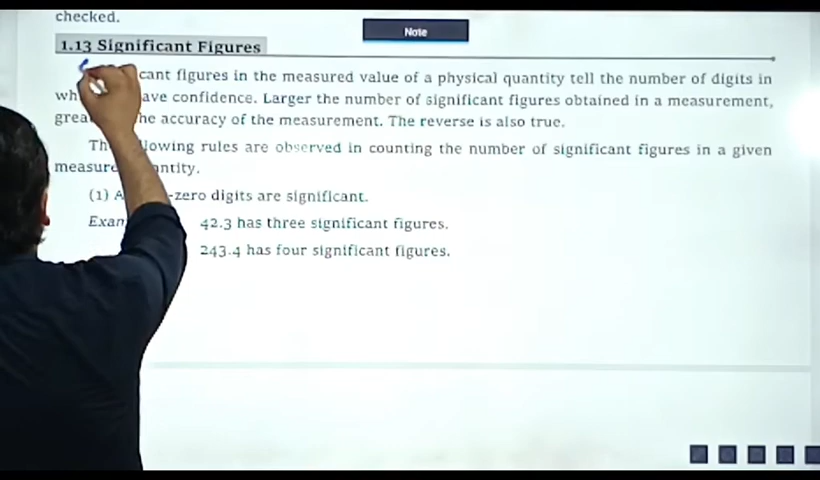 checked.
Note
1.13 Significant Figures
cant figures in the measured value of a physical quantity tell the number of digits in
wh ave confidence. Larger the number of significant figures obtained in a measurement,
grea he accuracy of the measurement. The reverse is also true.
Th lowing rules are observed in counting the number of significant figures in a given
measure ntity.
(1) A -zero digits are significant.
Exam 42.3 has three significant figures.
243.4 has four significant figures.